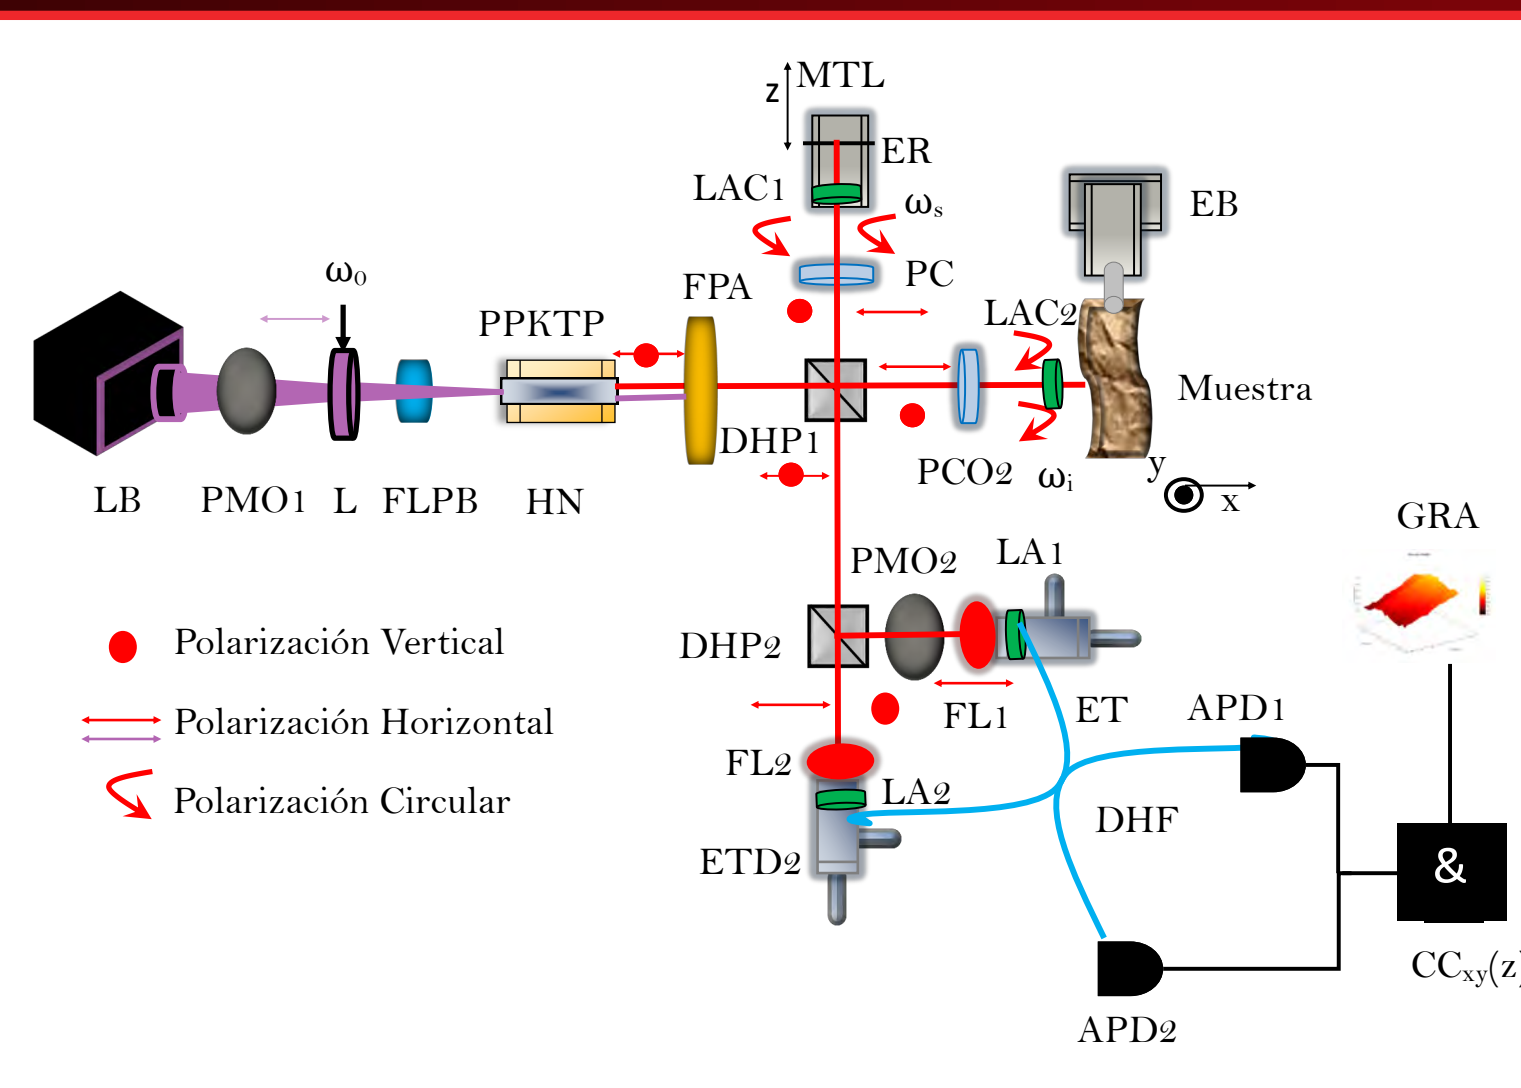 MTL
z
ER
LAC1
ωs
EB
PC
ω0
FPA
LAC2
PPKTP
Muestra
DHP1
y
PCO2
ωi
x
LB
PMO1
L
FLPB
HN
GRA
LA1
PMO2
Polarización Vertical
DHP2
ET
APD1
FL1
Polarización Horizontal
FL2
LA2
Polarización Circular
DHF
ETD2
&
CCxy(z)
APD2